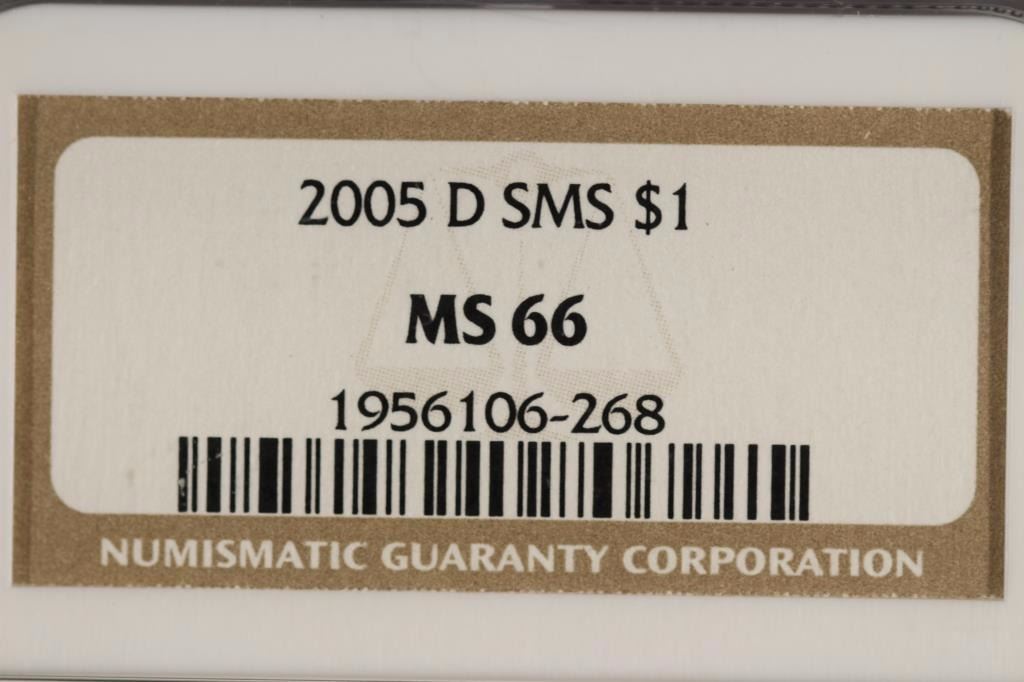 2005 D SMS $1
MS 66
1956106-268
NUMISMATIC GUARANTY CORPORATION